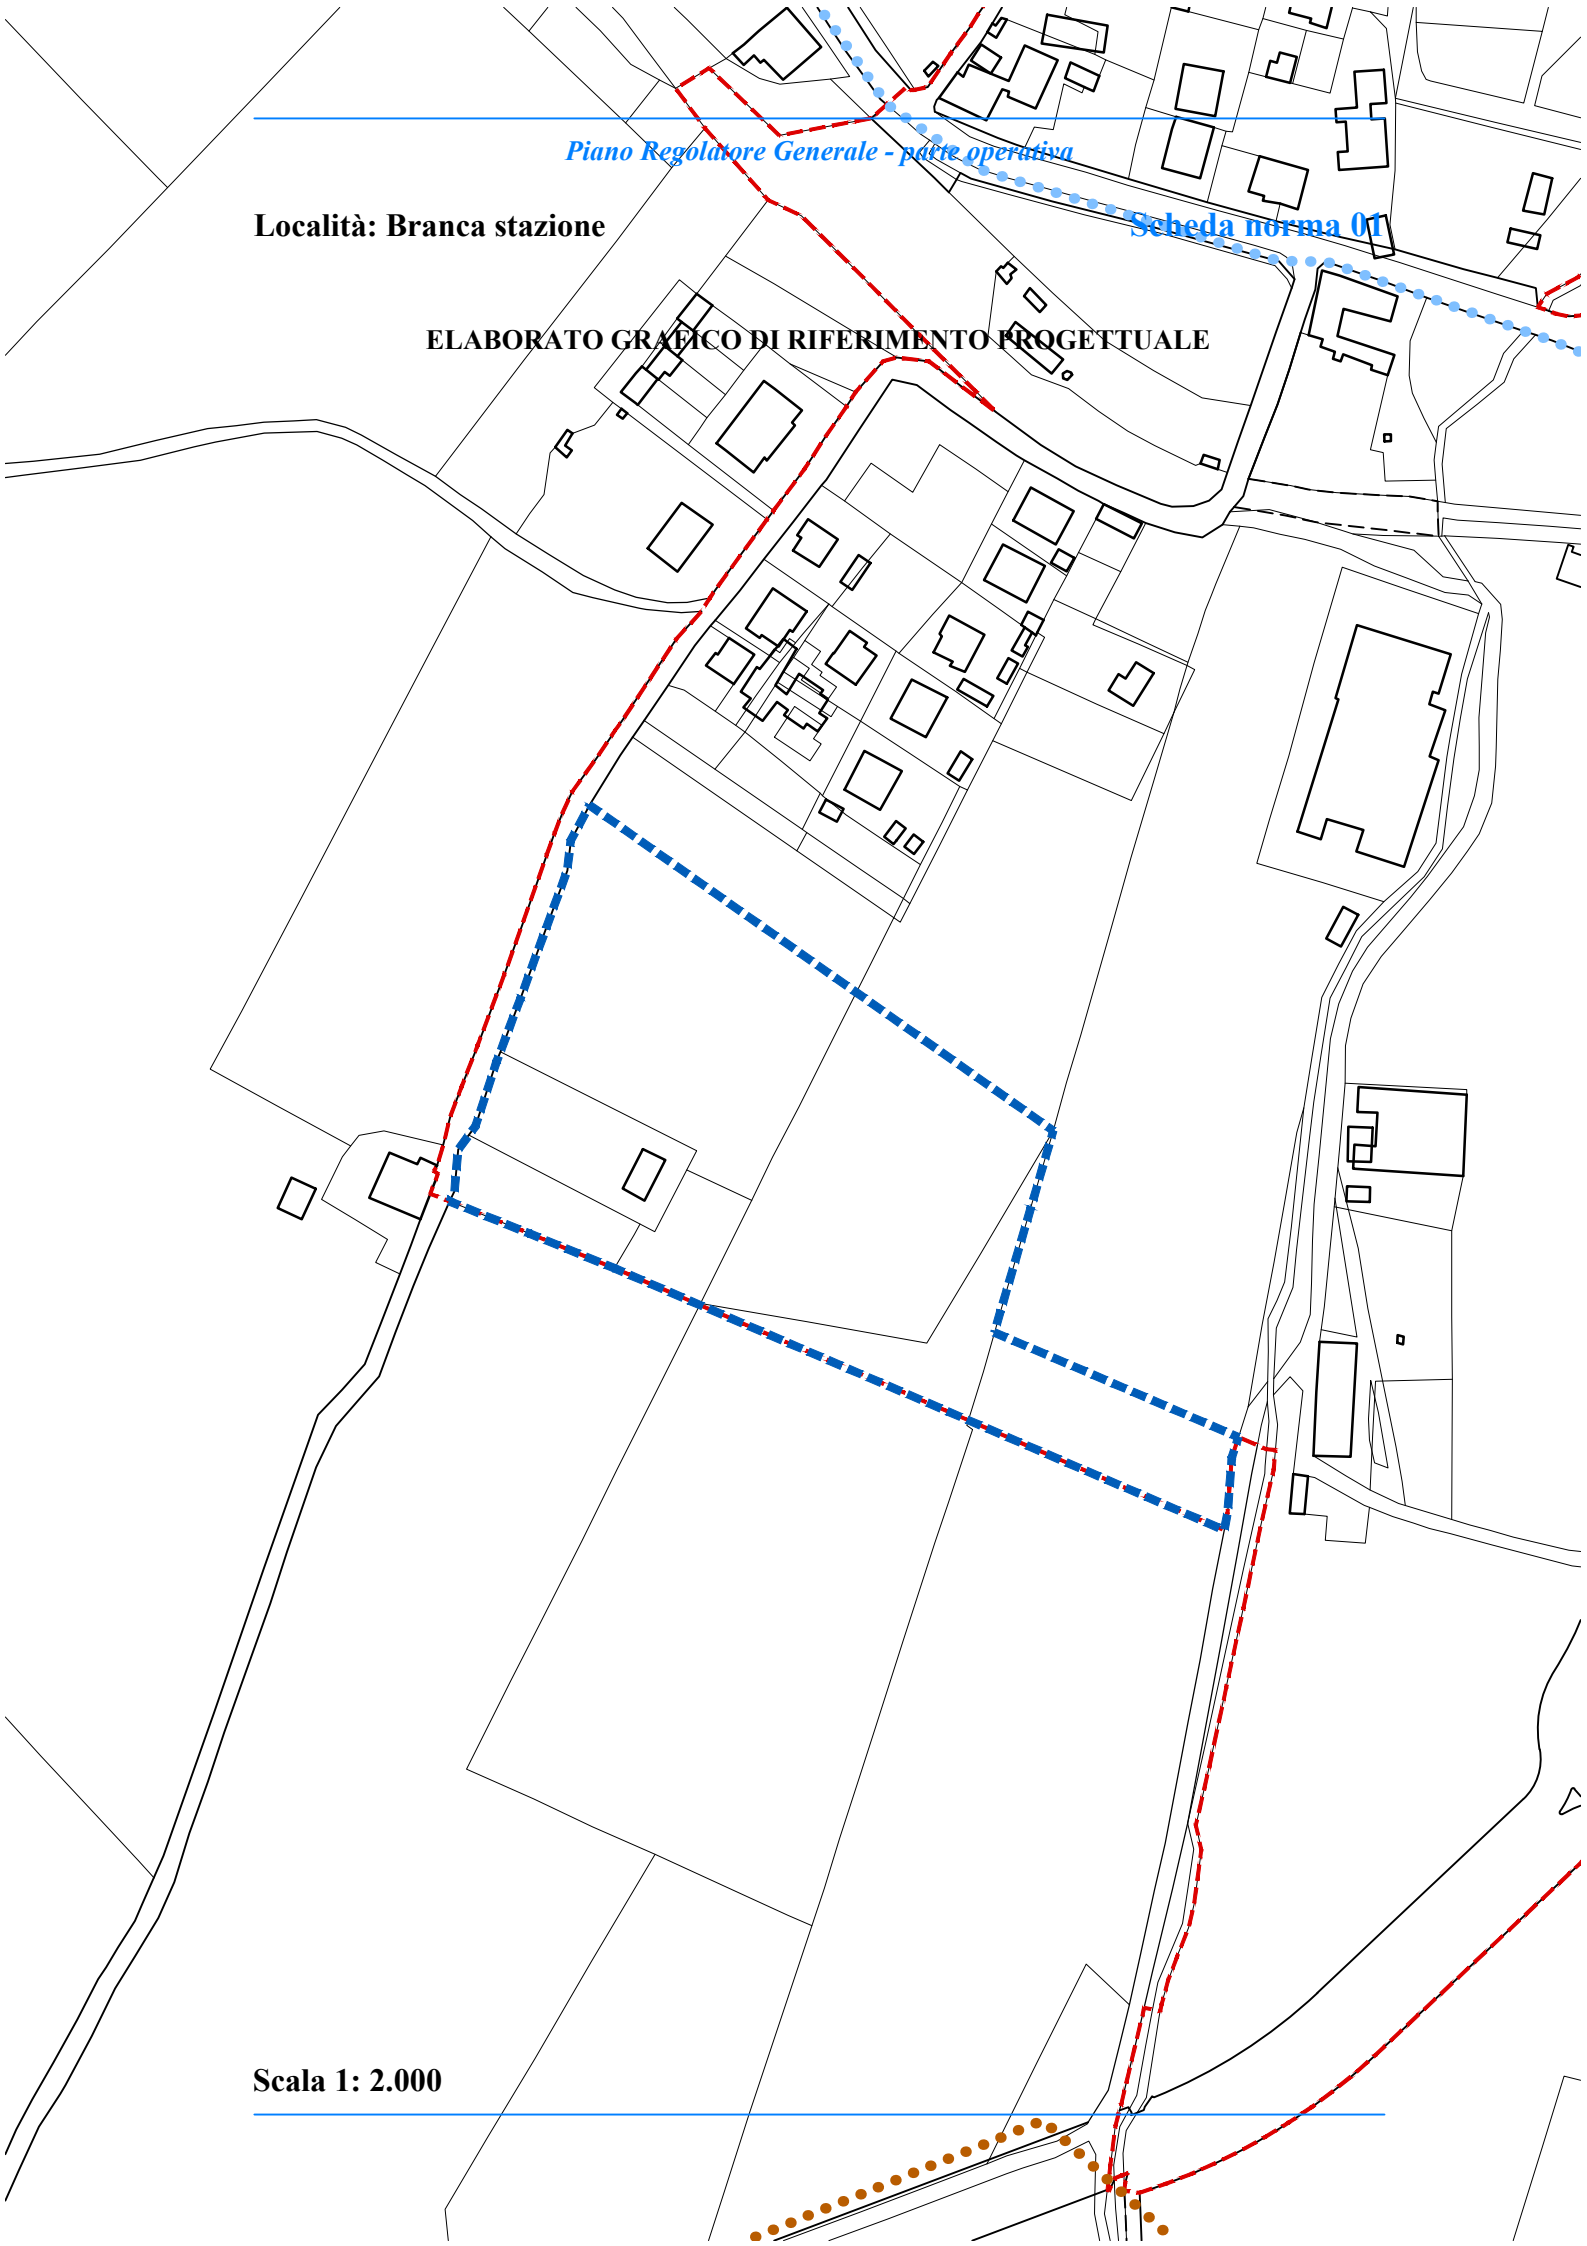 Piano Regolatore Generale - parte operativa
Località: Branca stazione
Scheda norma 01
ELABORATO GRAFICO DI RIFERIMENTO PROGETTUALE
Scala 1: 2.000